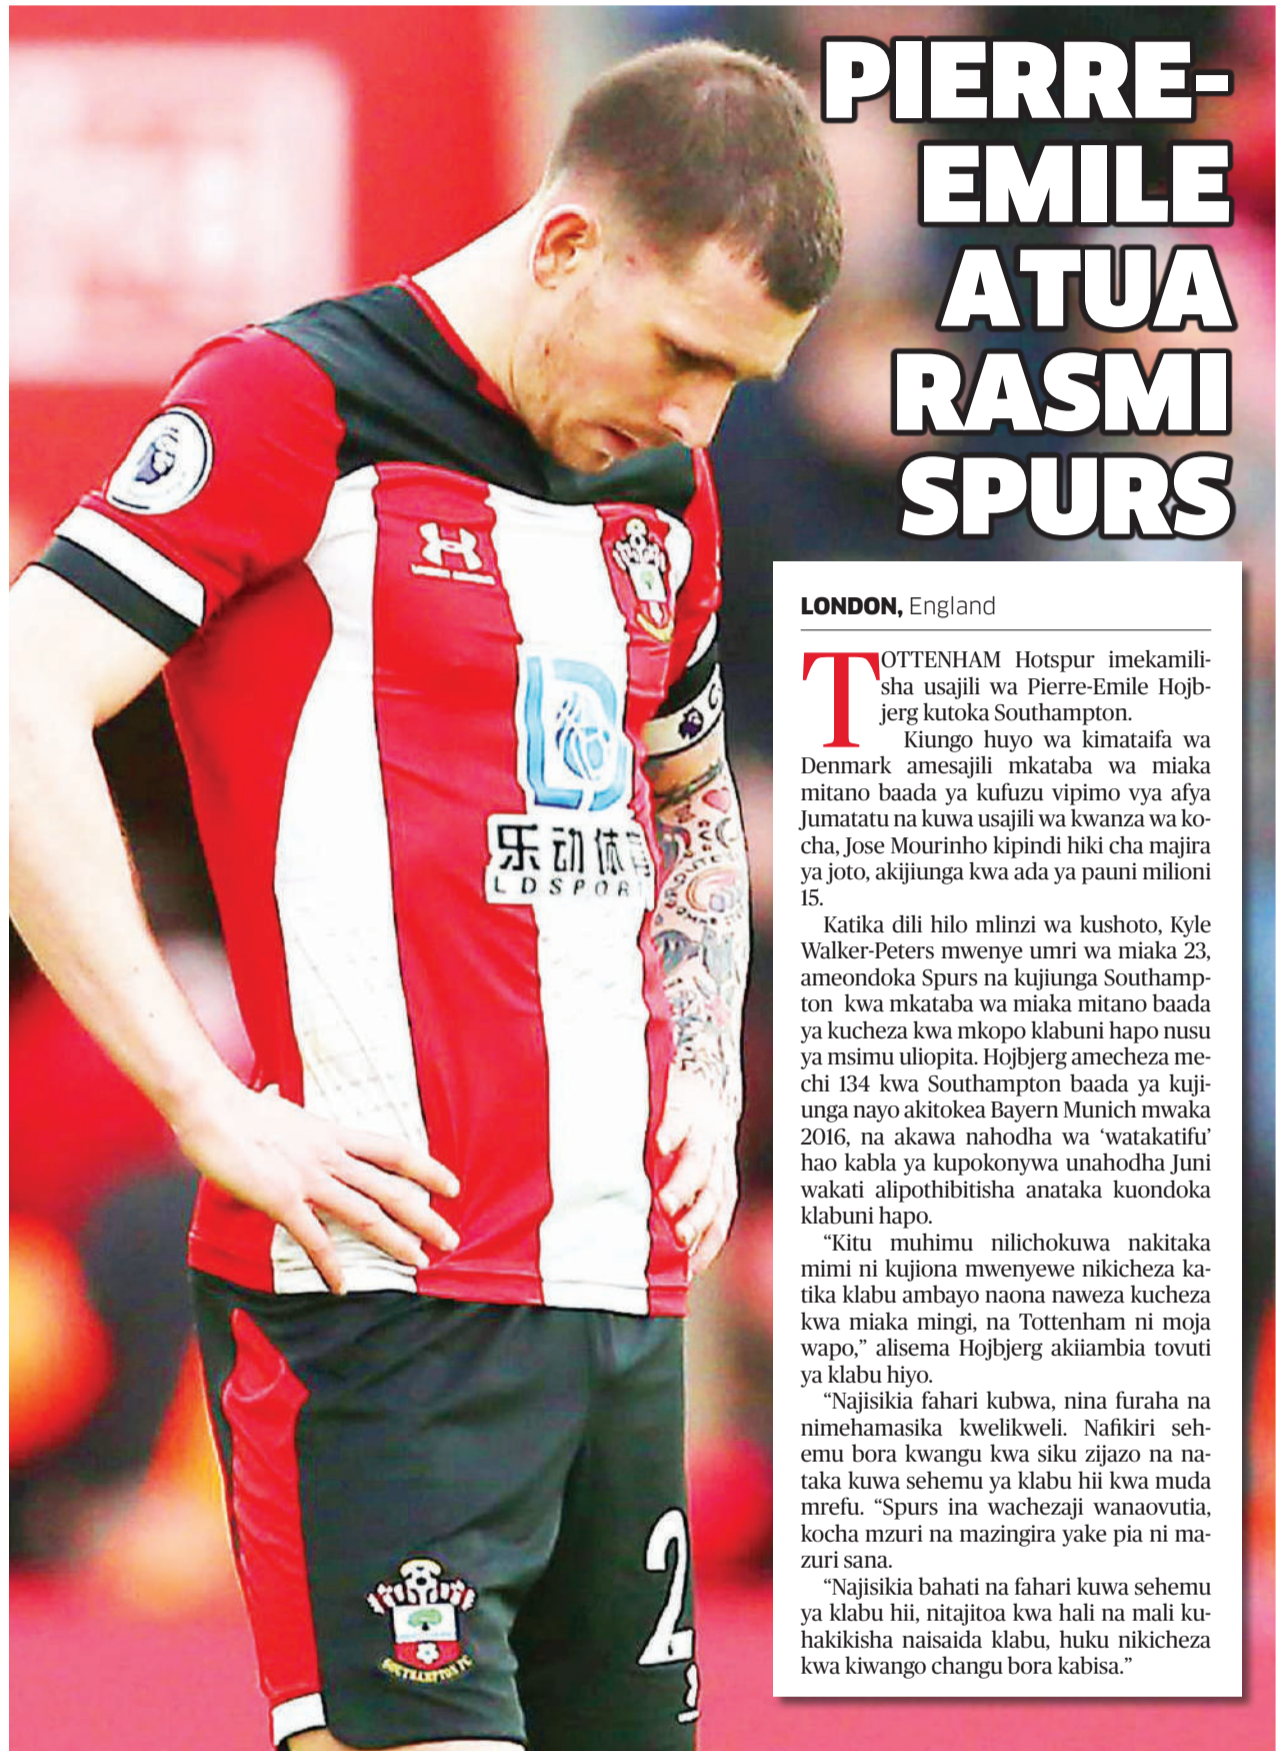 PIERRE-
EMILE
ATUA
RASMI
SPURS
LONDON, England
TOTTENHAM Hotspur imekamili-
sha usajili wa Pierre-Emile Hojb-
jerg kutoka Southampton.
Kiungo huyo wa kimataifa wa
Denmark amesajili mkataba wa miaka
mitano baada ya kufuzu vipimo vya afya
Jumatatu na kuwa usajili wa kwanza wa ko-
cha, Jose Mourinho kipindi hiki cha majira
ya joto, akijiunga kwa ada ya pauni milioni
15.
Katika dili hilo mlinzi wa kushoto, Kyle
Walker-Peters mwenye umri wa miaka 23,
ameondoka Spurs na kujiunga Southamp-
ton kwa mkataba wa miaka mitano baada
ya kucheza kwa mkopo klabuni hapo nusu
ya msimu uliopita. Hojbjerg amecheza me-
chi 134 kwa Southampton baada ya kuji-
unga nayo akitokea Bayern Munich mwaka
2016, na akawa nahodha wa ‘watakatifu’
hao kabla ya kupokonywa unahodha Juni
wakati alipothibitisha anataka kuondoka
klabuni hapo.
“Kitu muhimu nilichokuwa nakitaka
mimi ni kujiona mwenyewe nikicheza ka-
tika klabu ambayo naona naweza kucheza
kwa miaka mingi, na Tottenham ni moja
wapo,” alisema Hojbjerg akiiambia tovuti
ya klabu hiyo.
“Najisikia fahari kubwa, nina furaha na
nimehamasika kwelikweli. Nafikiri seh-
emu bora kwangu kwa siku zijazo na na-
taka kuwa sehemu ya klabu hii kwa muda
mrefu. “Spurs ina wachezaji wanaovutia,
kocha mzuri na mazingira yake pia ni ma-
zuri sana.
“Najisikia bahati na fahari kuwa sehemu
ya klabu hii, nitajitoa kwa hali na mali ku-
hakikisha naisaida klabu, huku nikicheza
kwa kiwango changu bora kabisa.”
UNDER ARMOUR
乐动体育
LDSPORT
2
SOUTHAMPTON FC